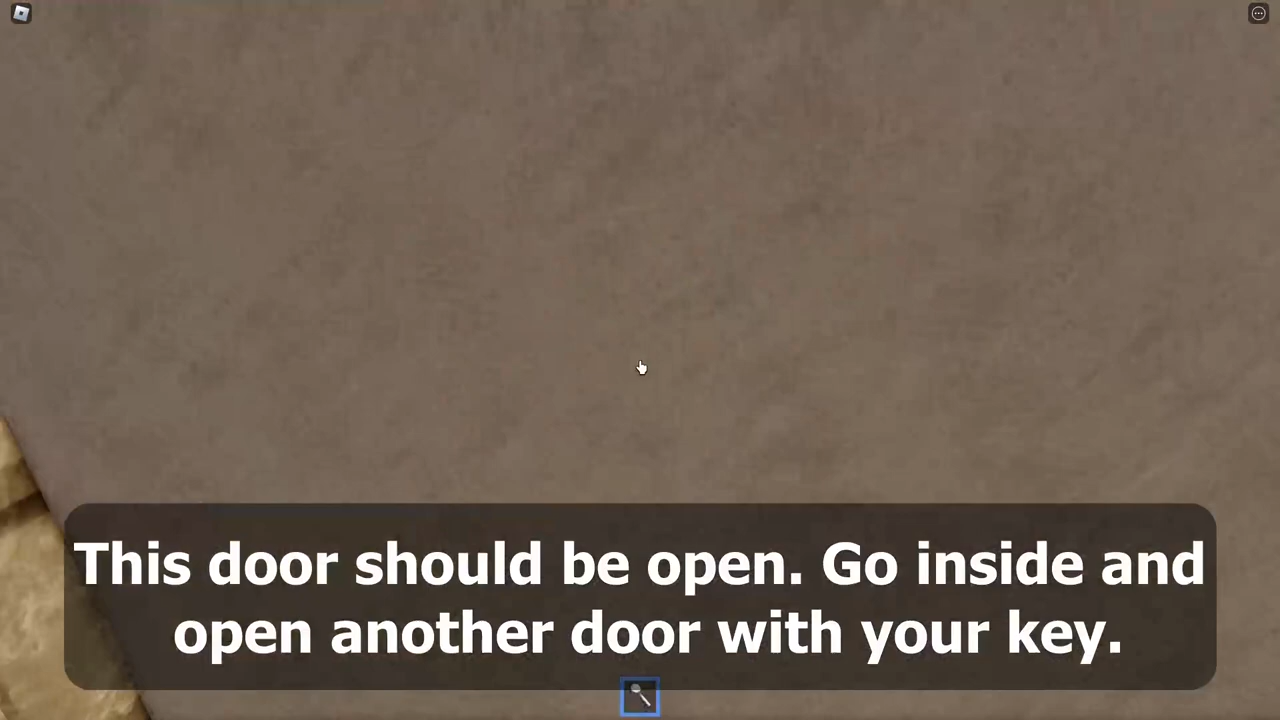 This door should be open. Go inside and
open another door with your key.